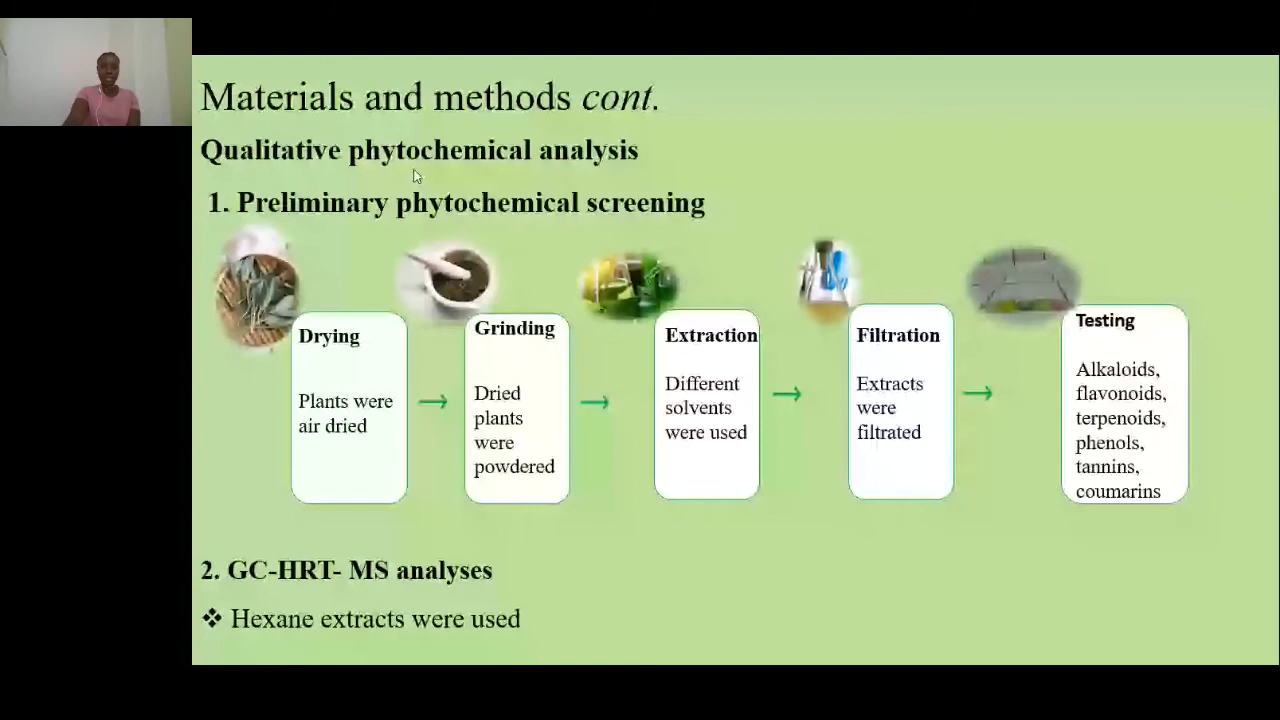 Materials and methods cont.
Qualitative phytochemical analysis
1. Preliminary phytochemical screening
Drying
Plants were
air dried
Grinding
Dried
plants
were
powdered
Extraction
Different
solvents
were used
Filtration
Extracts
were
filtrated
Testing
Alkaloids,
flavonoids,
terpenoids,
phenols,
tannins,
coumarins
2. GC-HRT- MS analyses
❖ Hexane extracts were used